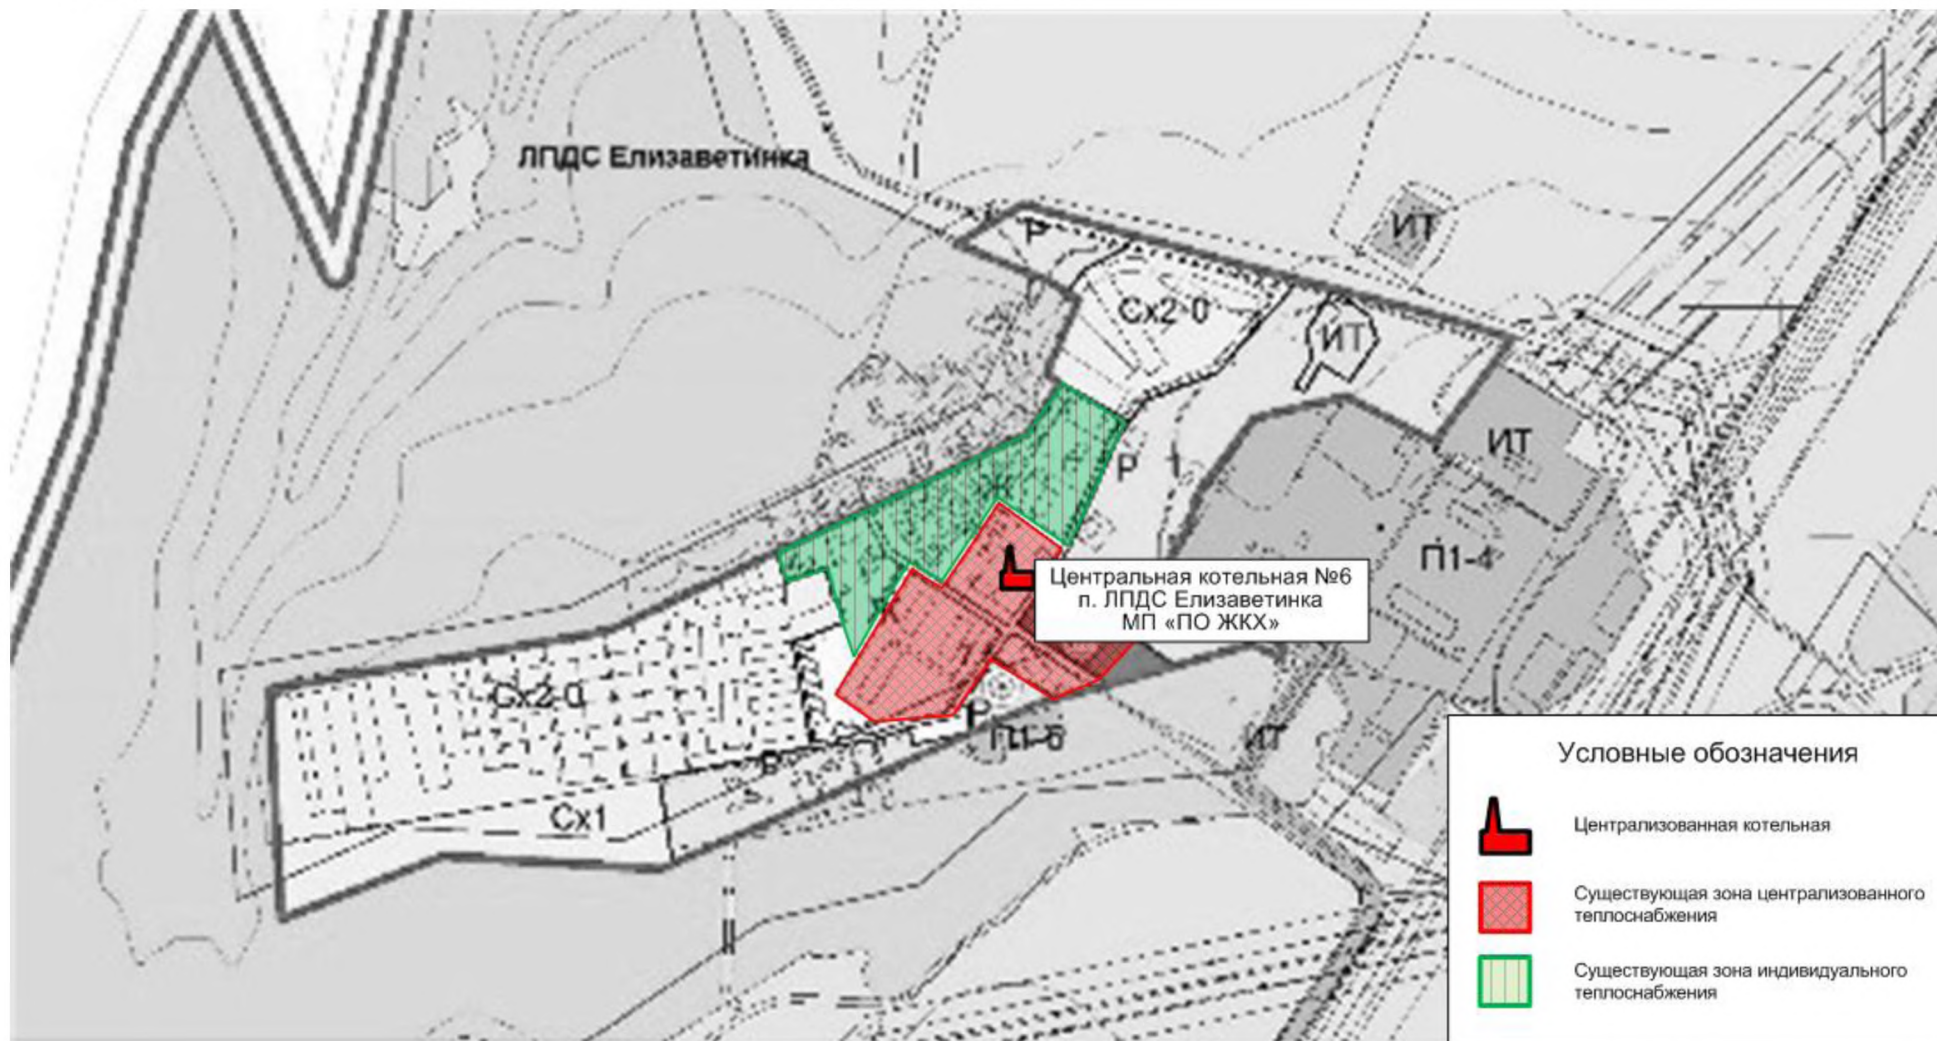 ЛПДС Елизаветинка
Р
ИТ
Сх2-0
ИТ
Р
ИТ
П1-4
Центральная котельная №6
п. ЛПДС Елизаветинка
МП «ПО ЖКХ»
Сх2-0
Р
П1-6
ИТ
Р
Сх1
Условные обозначения
Централизованная котельная
Существующая зона централизованного
теплоснабжения
Существующая зона индивидуального
теплоснабжения